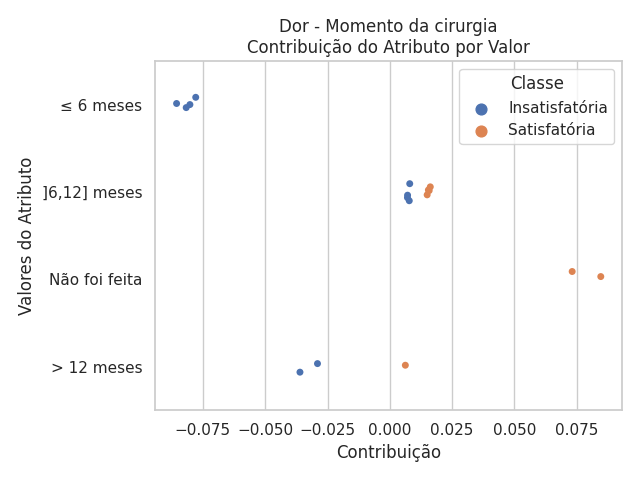 Dor - Momento da cirurgia
Contribuição do Atributo por Valor
Classe
Insatisfatória
Satisfatória
Valores do Atributo
≤ 6 meses
]6,12] meses
Não foi feita
> 12 meses
−0.075 −0.050 −0.025 0.000 0.025 0.050 0.075
Contribuição